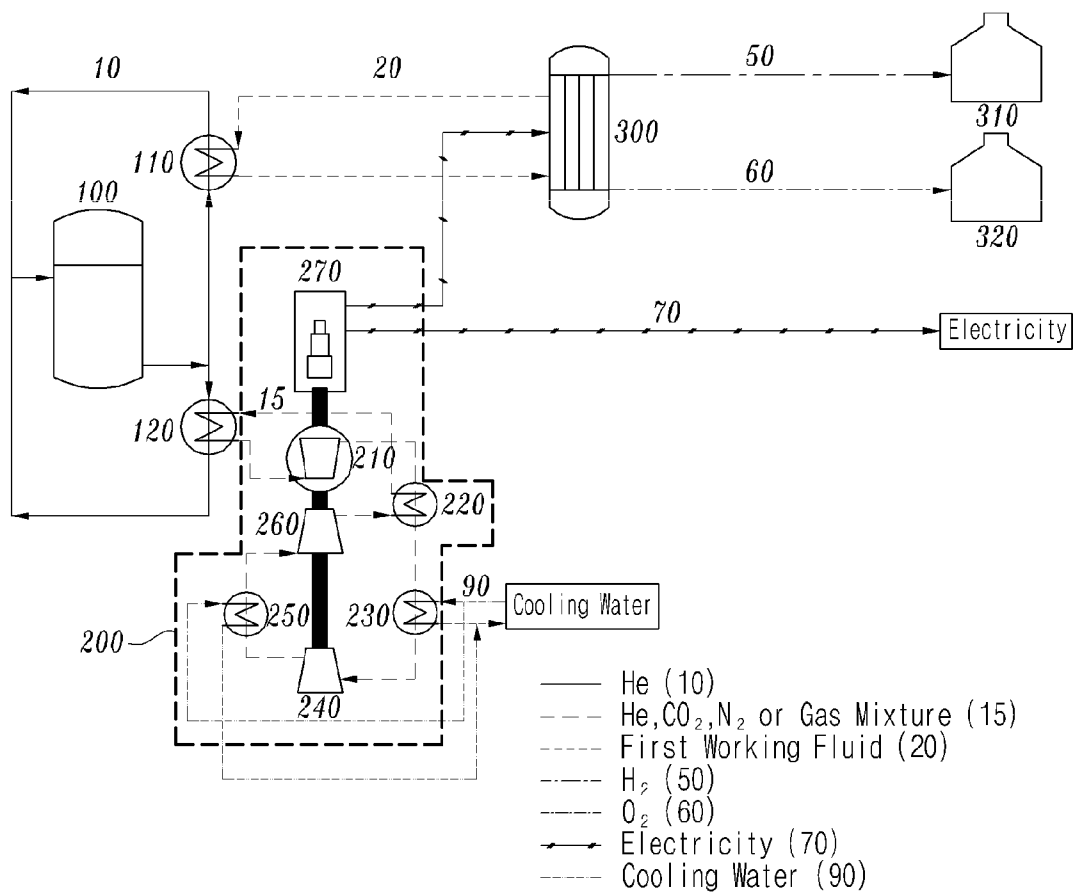 10
20
50
310
110
300
100
60
320
270
70
Electricity
15
120
210
220
260
90
Cooling Water
250
230
200
240
He (10)
He,CO₂,N₂ or Gas Mixture (15)
First Working Fluid (20)
H₂ (50)
O₂ (60)
Electricity (70)
Cooling Water (90)